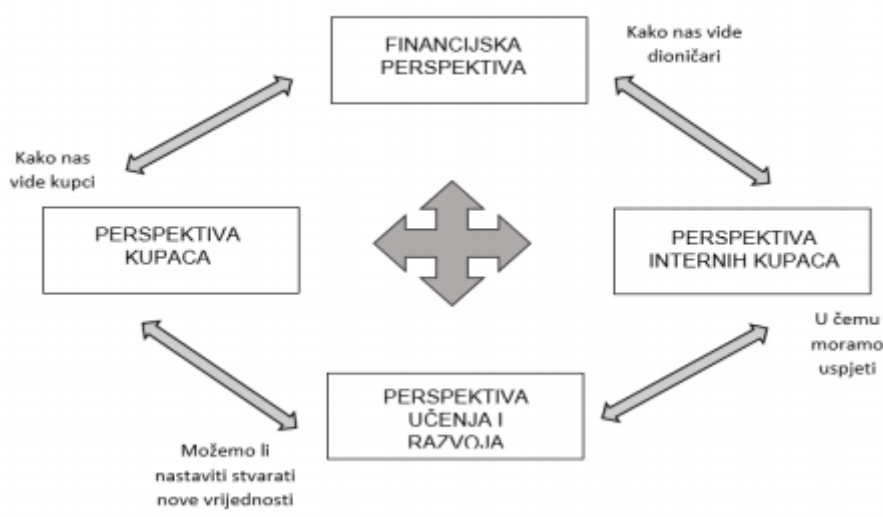 FINANCIJSKA
PERSPEKTIVA
Kako nas vide
dioničari
Kako nas
vide kupci
PERSPEKTIVA
KUPACA
PERSPEKTIVA
INTERNIH KUPACA
U čemu
moramo
uspjeti
PERSPEKTIVA
UČENJA I
RAZVOJA
Možemo li
nastaviti stvarati
nove vrijednosti